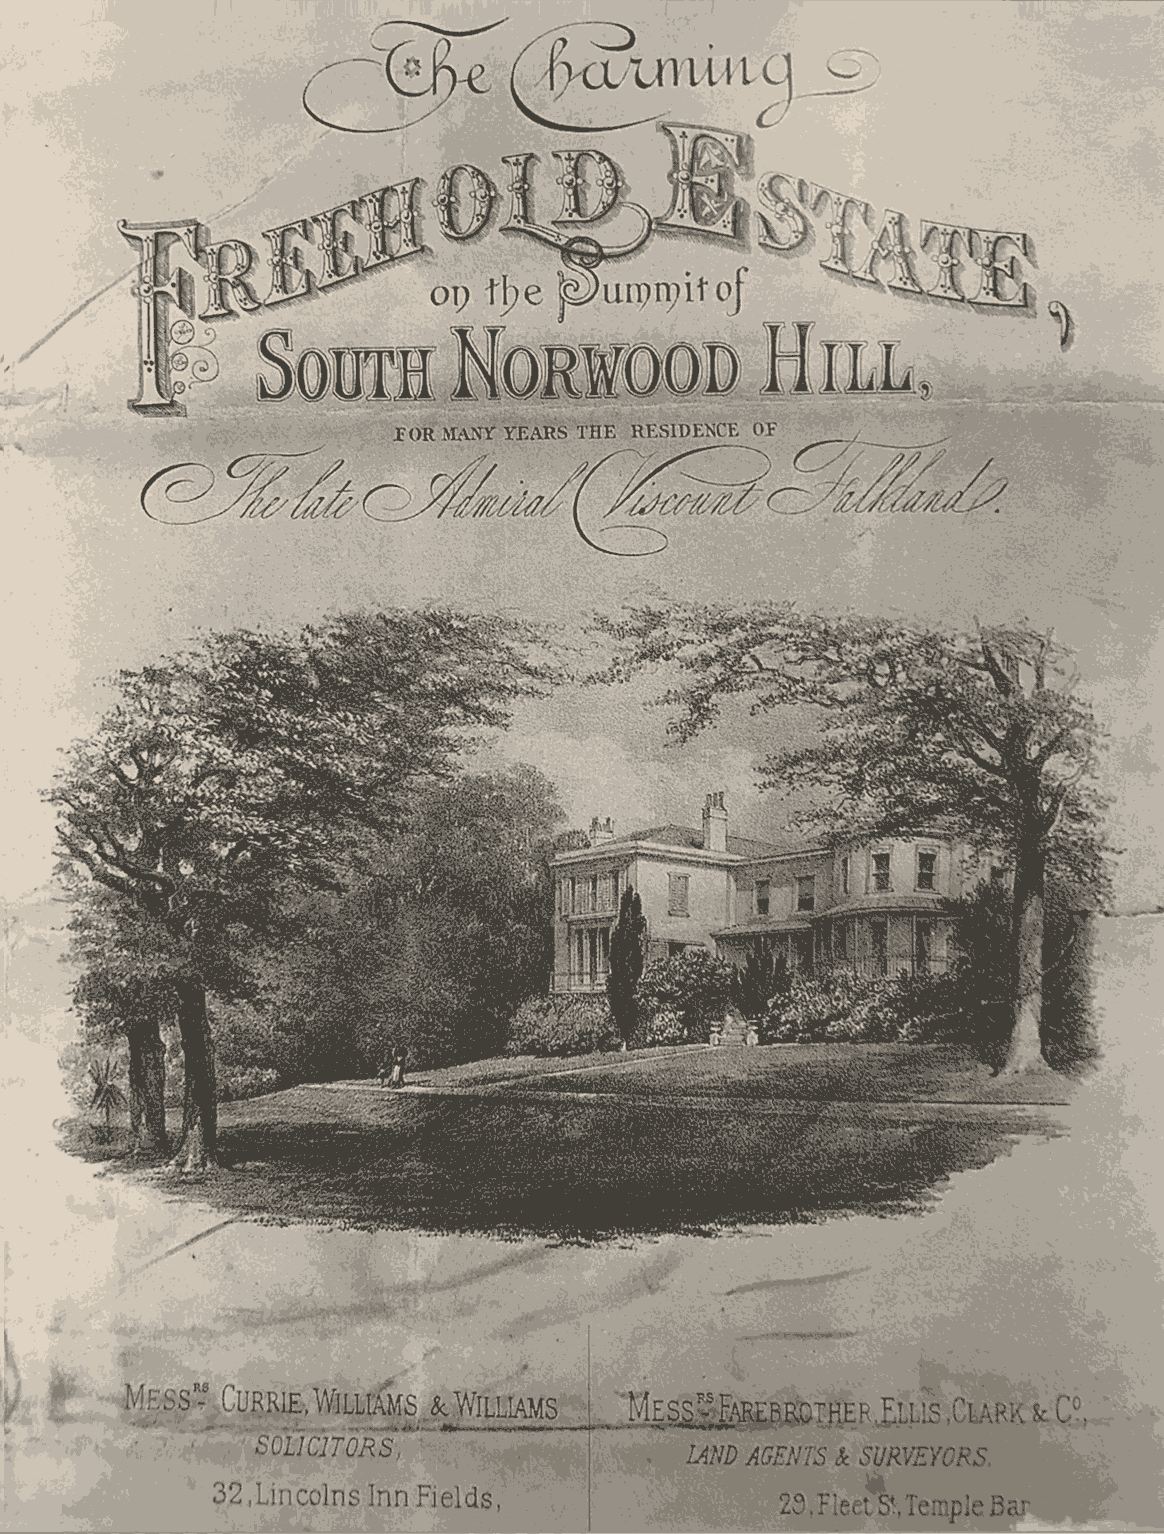 The Charming
FREEHOLD ESTATE,
on the Summit of
SOUTH NORWOOD HILL,
FOR MANY YEARS THE RESIDENCE OF
The late Admiral Viscount Falkland.
MESSRS CURRIE, WILLIAMS & WILLIAMS
SOLICITORS,
32, Lincolns Inn Fields,
MESSRS FAREBROTHER, ELLIS, CLARK & Co,
LAND AGENTS & SURVEYORS.
29, Fleet St, Temple Bar